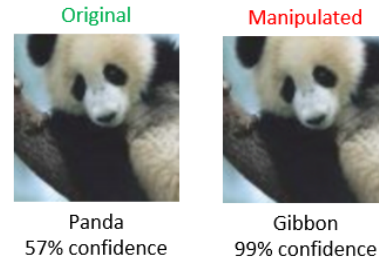 Original
Manipulated
Panda
57% confidence
Gibbon
99% confidence